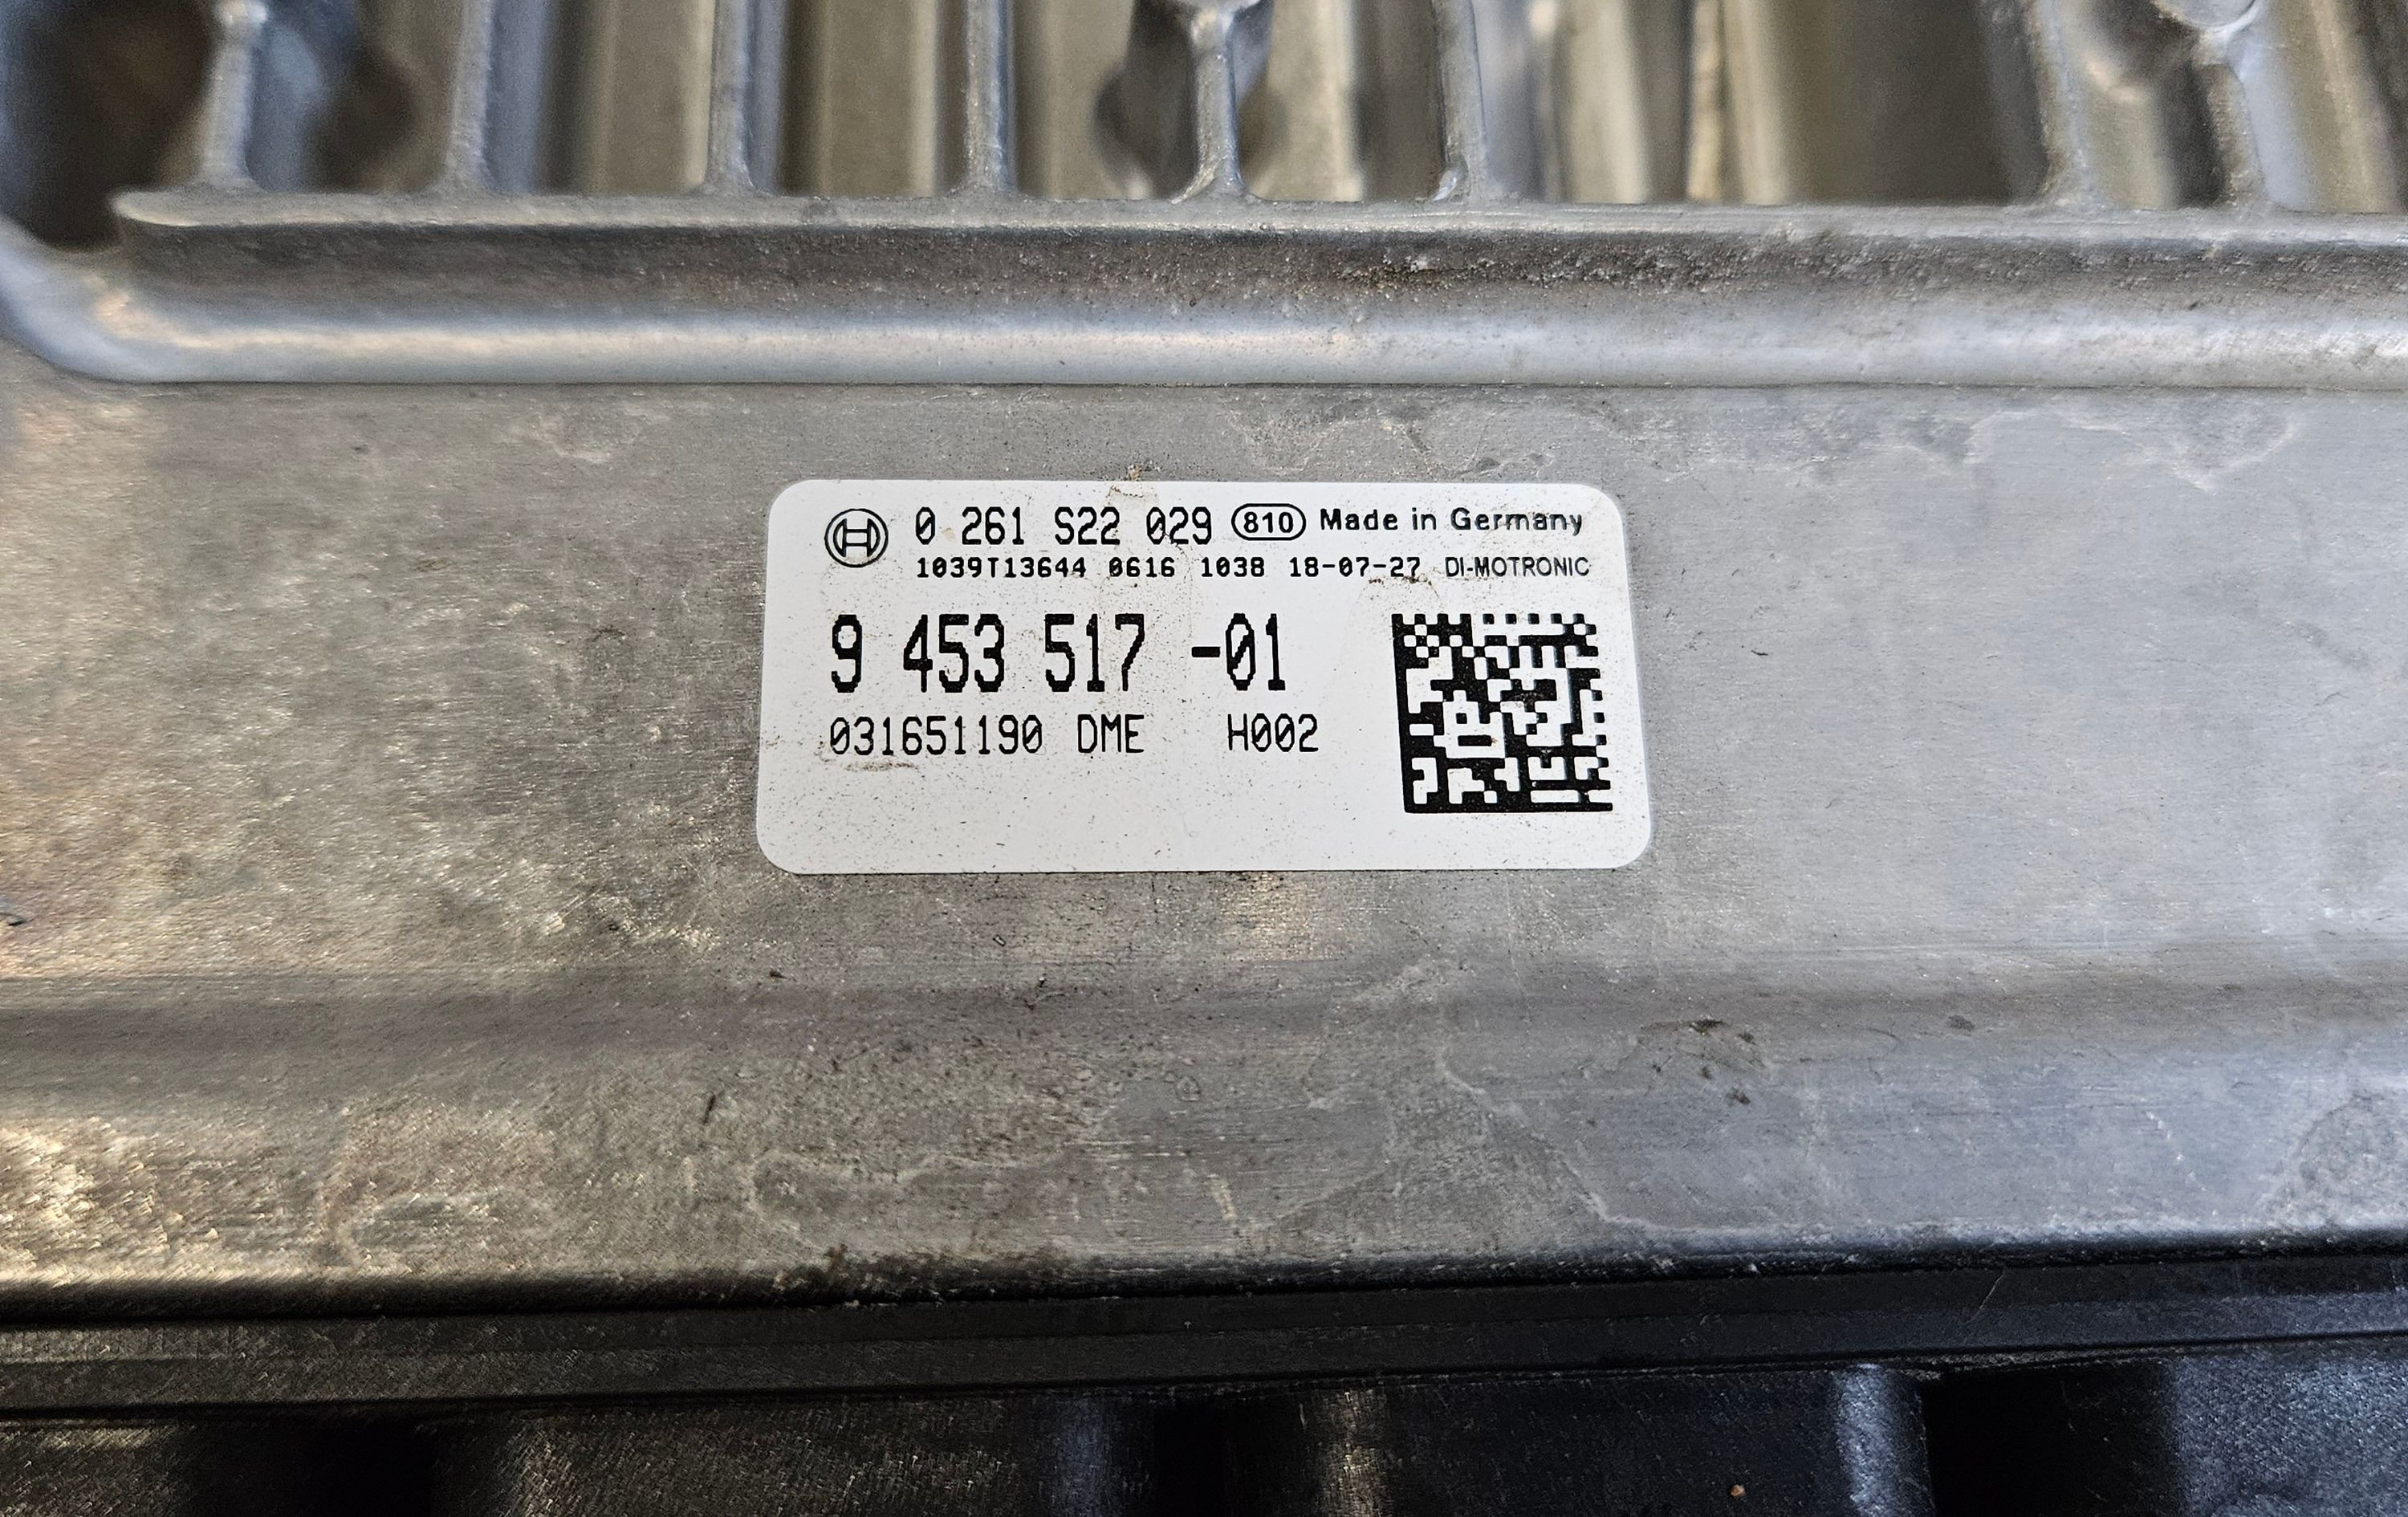 0 261 S22 029 810 Made in Germany
1039T13644 0616 1038 18-07-27 DI-MOTRONIC
9 453 517 -01
031651190 DME H002